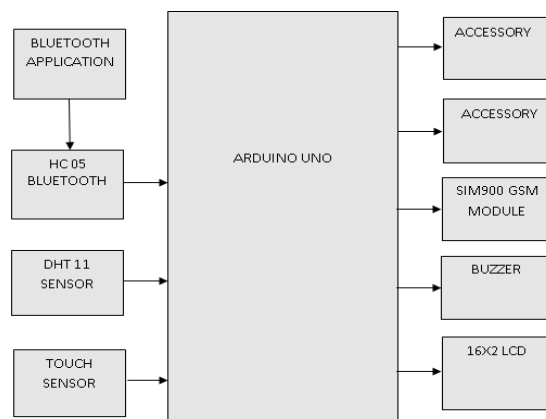 BLUETOOTH
APPLICATION
HC 05
BLUETOOTH
DHT 11
SENSOR
TOUCH
SENSOR
ARDUINO UNO
ACCESSORY
ACCESSORY
SIM900 GSM
MODULE
BUZZER
16X2 LCD